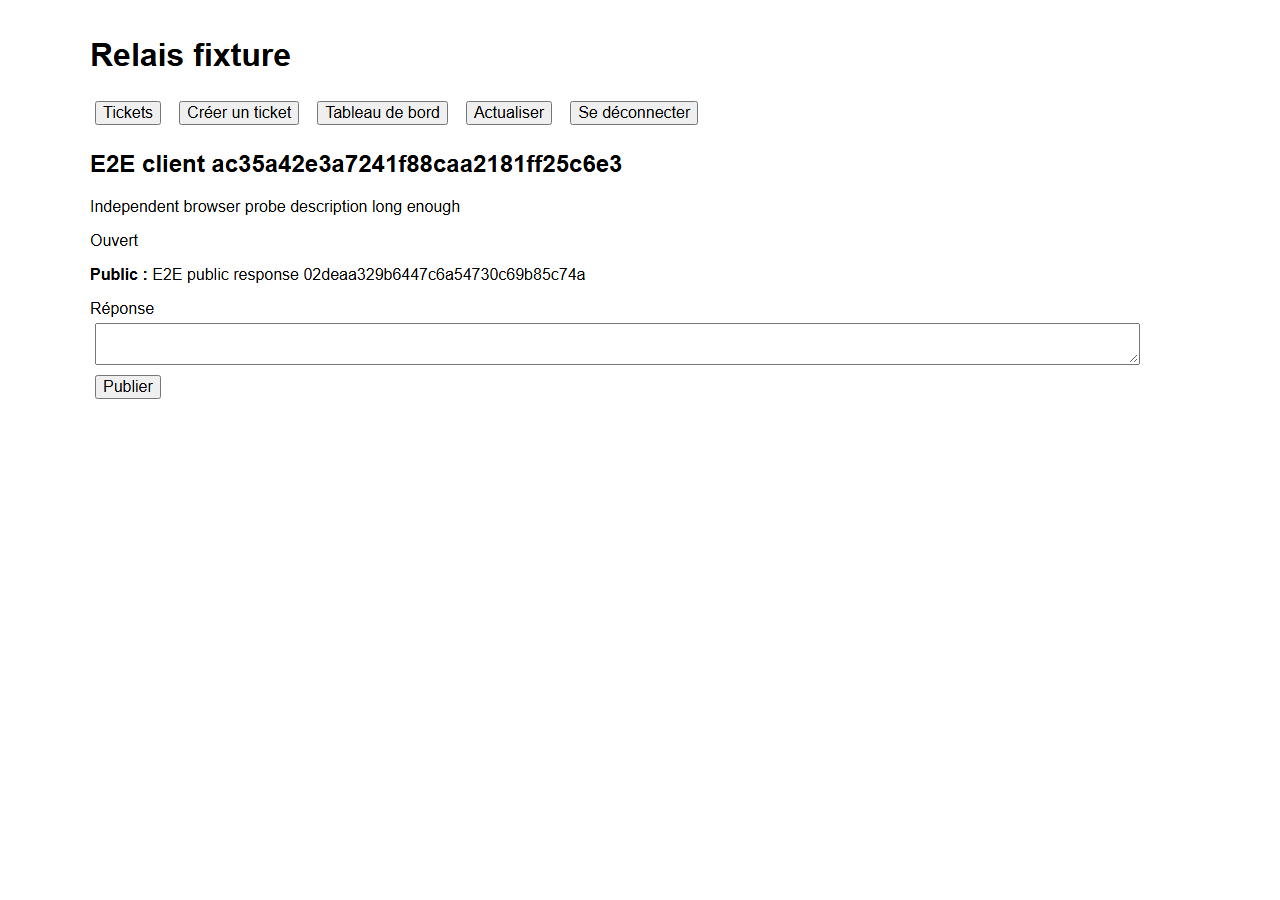 Relais fixture
Tickets Créer un ticket Tableau de bord Actualiser Se déconnecter
E2E client ac35a42e3a7241f88caa2181ff25c6e3
Independent browser probe description long enough
Ouvert
Public : E2E public response 02deaa329b6447c6a54730c69b85c74a
Réponse
Publier